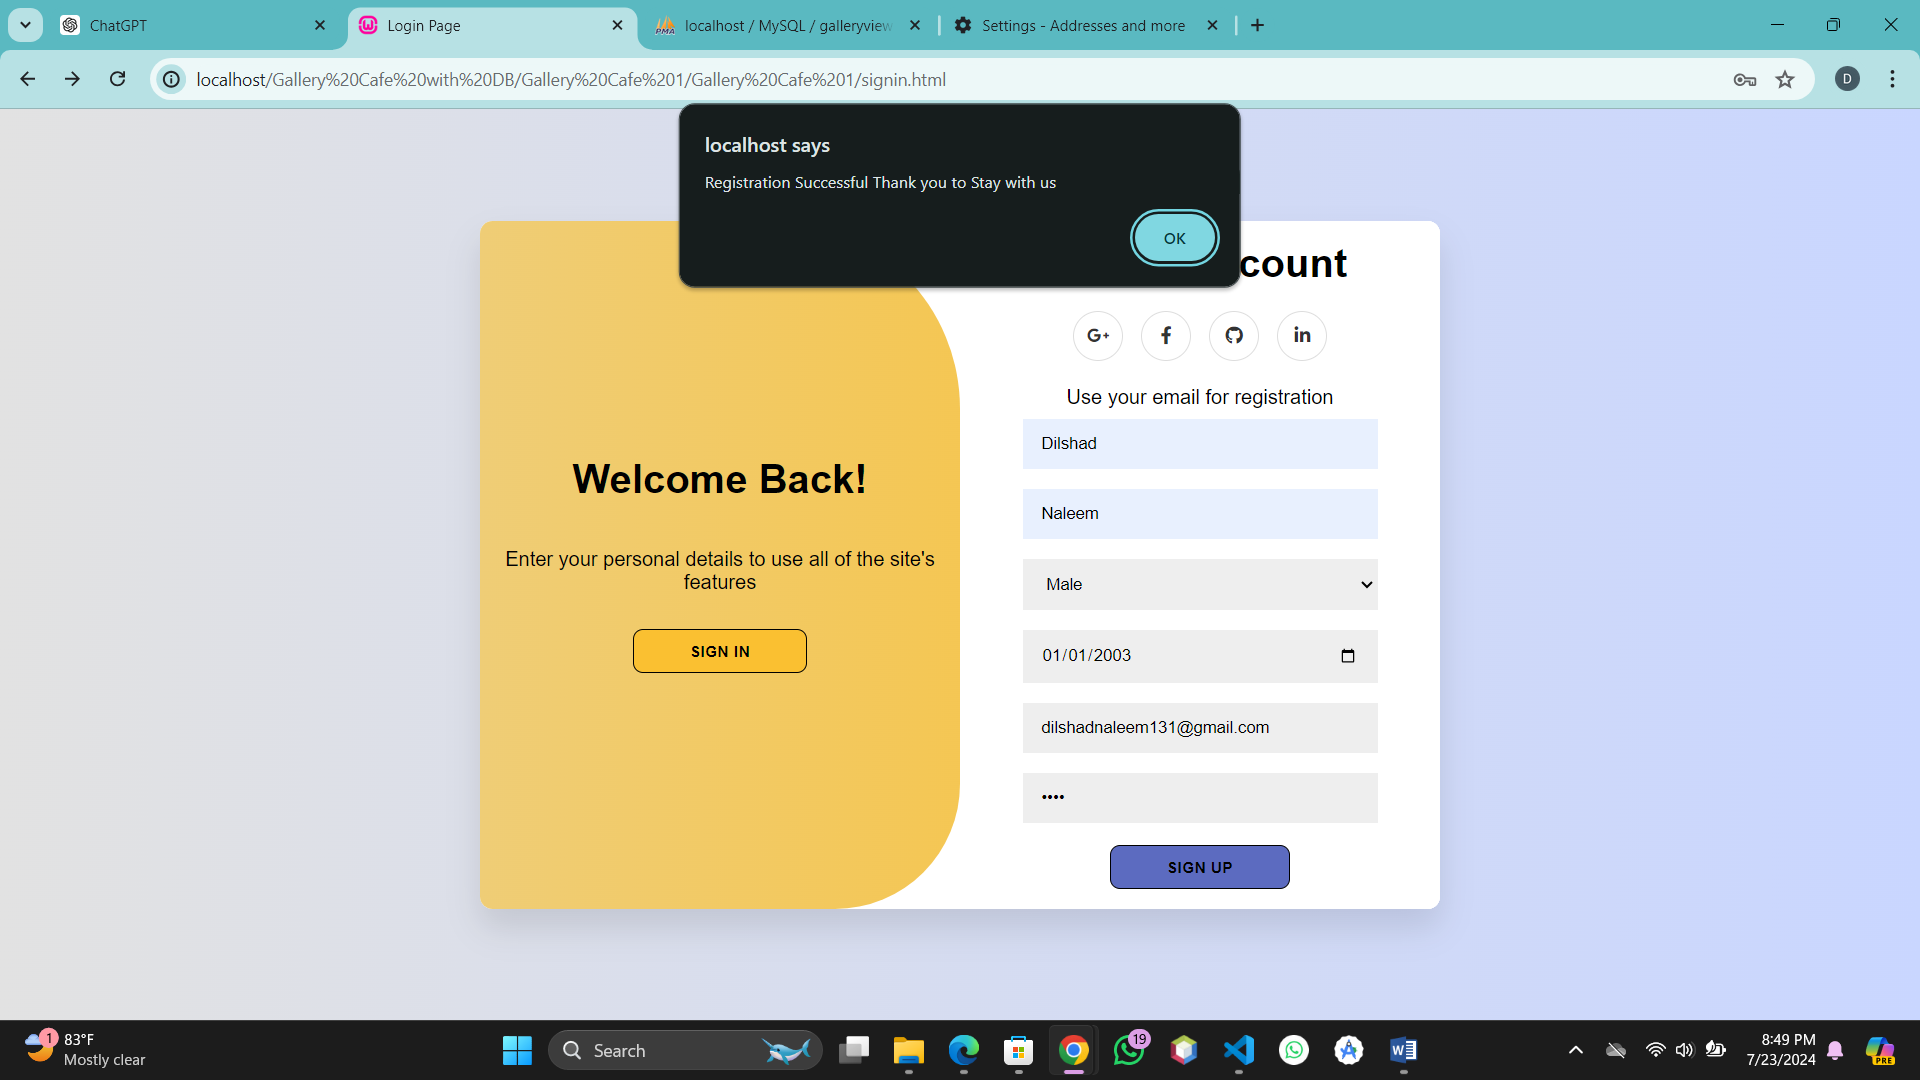 ChatGPT
Login Page
localhost / MySQL / galleryview
Settings - Addresses and more
localhost/Gallery%20Cafe%20with%20DB/Gallery%20Cafe%201/Gallery%20Cafe%201/signin.html
D
localhost says
Registration Successful Thank you to Stay with us
OK
count
G+
f
in
Use your email for registration
Dilshad
Naleem
Male
01/01/2003
dilshadnaleem131@gmail.com
••••
SIGN UP
Welcome Back!
Enter your personal details to use all of the site's
features
SIGN IN
1
83°F
Mostly clear
Search
19
W
8:49 PM
7/23/2024
PRE